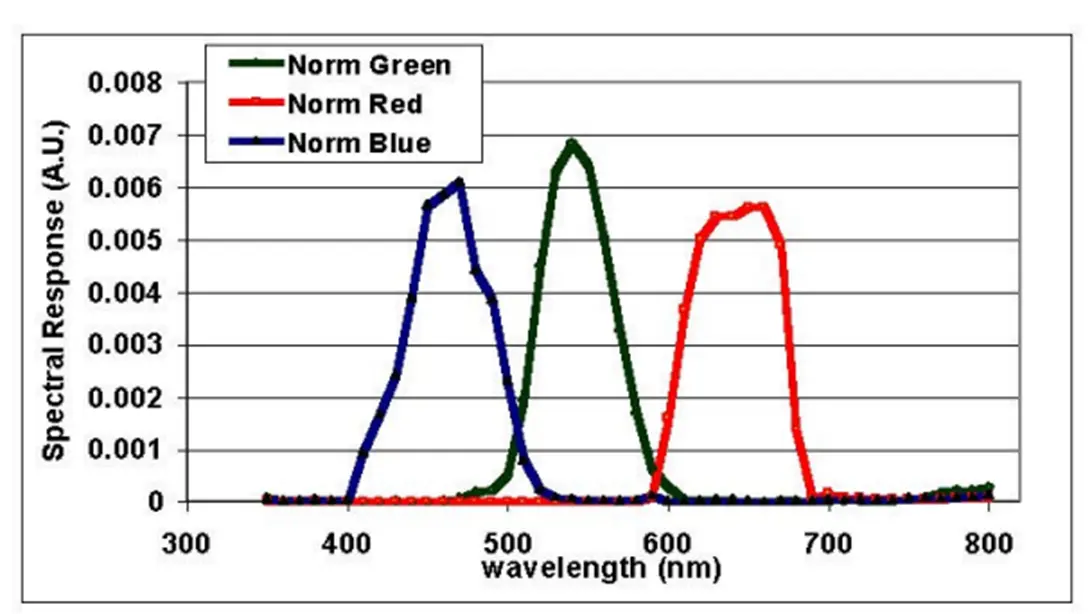 Norm Green
Norm Red
Norm Blue
Spectral Response (A.U.)
0.008
0.007
0.006
0.005
0.004
0.003
0.002
0.001
0
300 400 500 600 700 800
wavelength (nm)